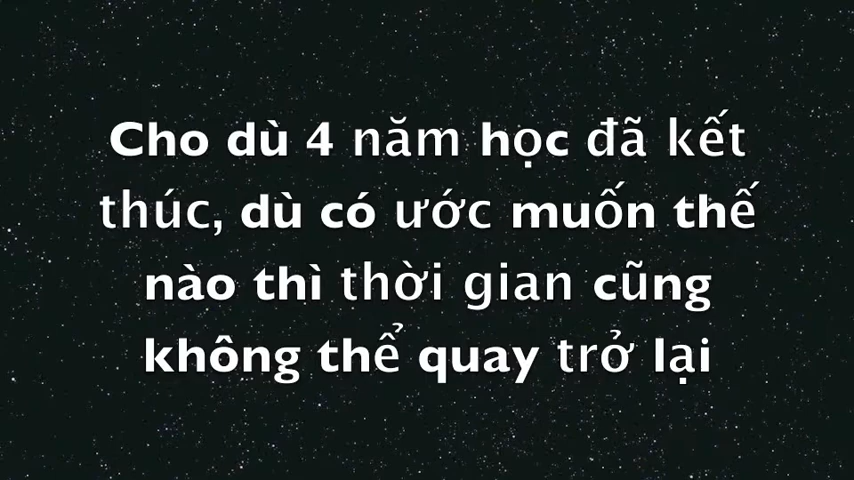 Cho dù 4 năm học đã kết
thúc, dù có ước muốn thế
nào thì thời gian cũng
không thể quay trở lại